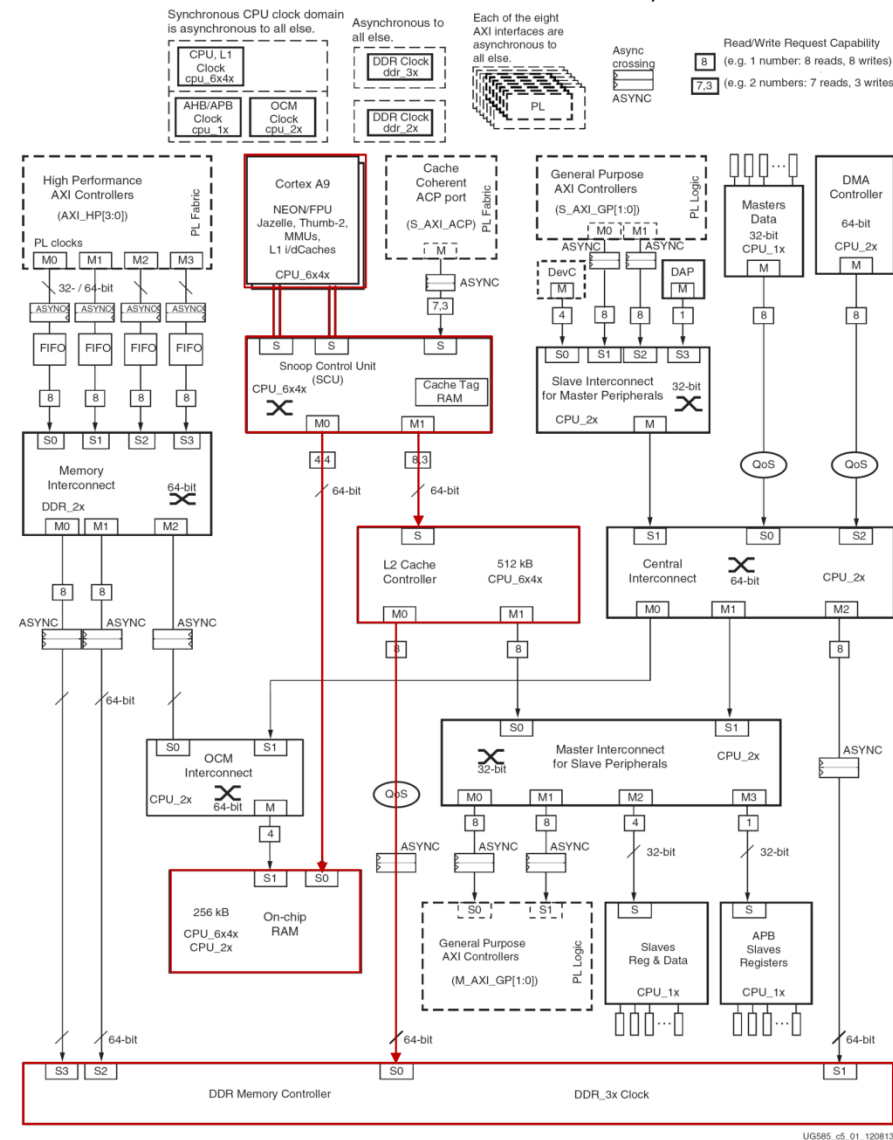 Synchronous CPU clock domain
is asynchronous to all else.
CPU, L1
Clock
cpu_6x4x
AHB/APB
Clock
cpu_1x
OCM
Clock
cpu_2x
Asynchronous to
all else.
DDR Clock
ddr_3x
DDR Clock
ddr_2x
Each of the eight
AXI interfaces are
asynchronous to
all else.
PL
Async
crossing
ASYNC
Read/Write Request Capability
8
(e.g. 1 number: 8 reads, 8 writes)
7,3
(e.g. 2 numbers: 7 reads, 3 writes
High Performance
AXI Controllers
(AXI_HP[3:0])
PL Fabric
PL clocks
M0
M1
M2
M3
32- / 64-bit
ASYNC
ASYNC
ASYNC
ASYNC
FIFO
FIFO
FIFO
FIFO
8
8
8
8
S0
S1
S2
S3
Memory
Interconnect
64-bit
DDR_2x
M0
M1
M2
8
8
ASYNC
ASYNC
ASYNC
64-bit
Cortex A9
NEON/FPU
Jazelle, Thumb-2,
MMUs,
L1 i/dCaches
CPU_6x4x
Cache
Coherent
ACP port
(S_AXI_ACP)
PL Fabric
M
ASYNC
7,3
S
S
S
Snoop Control Unit
(SCU)
CPU_6x4x
Cache Tag
RAM
M0
M1
4,4
8,3
64-bit
64-bit
S
L2 Cache
Controller
512 kB
CPU_6x4x
M0
M1
8
8
General Purpose
AXI Controllers
(S_AXI_GP[1:0])
PL Logic
M0
M1
ASYNC
ASYNC
DevC
M
DAP
M
4
8
8
1
S0
S1
S2
S3
Slave Interconnect
for Master Peripherals
32-bit
CPU_2x
M
Masters
Data
32-bit
CPU_1x
M
8
QoS
DMA
Controller
64-bit
CPU_2x
M
8
QoS
S1
S0
S2
Central
Interconnect
64-bit
CPU_2x
M0
M1
M2
8
ASYNC
64-bit
S0
S1
OCM
Interconnect
CPU_2x
64-bit
M
4
S1
S0
256 kB
CPU_6x4x
CPU_2x
On-chip
RAM
QoS
ASYNC
64-bit
S0
S1
Master Interconnect
for Slave Peripherals
32-bit
CPU_2x
M0
M1
M2
M3
8
8
4
1
ASYNC
ASYNC
32-bit
32-bit
S0
S1
General Purpose
AXI Controllers
(M_AXI_GP[1:0])
PL Logic
S
Slaves
Reg & Data
CPU_1x
S
APB
Slaves
Registers
CPU_1x
64-bit
S3
S2
S0
S1
DDR Memory Controller
DDR_3x Clock
UG585_c5_01_120813